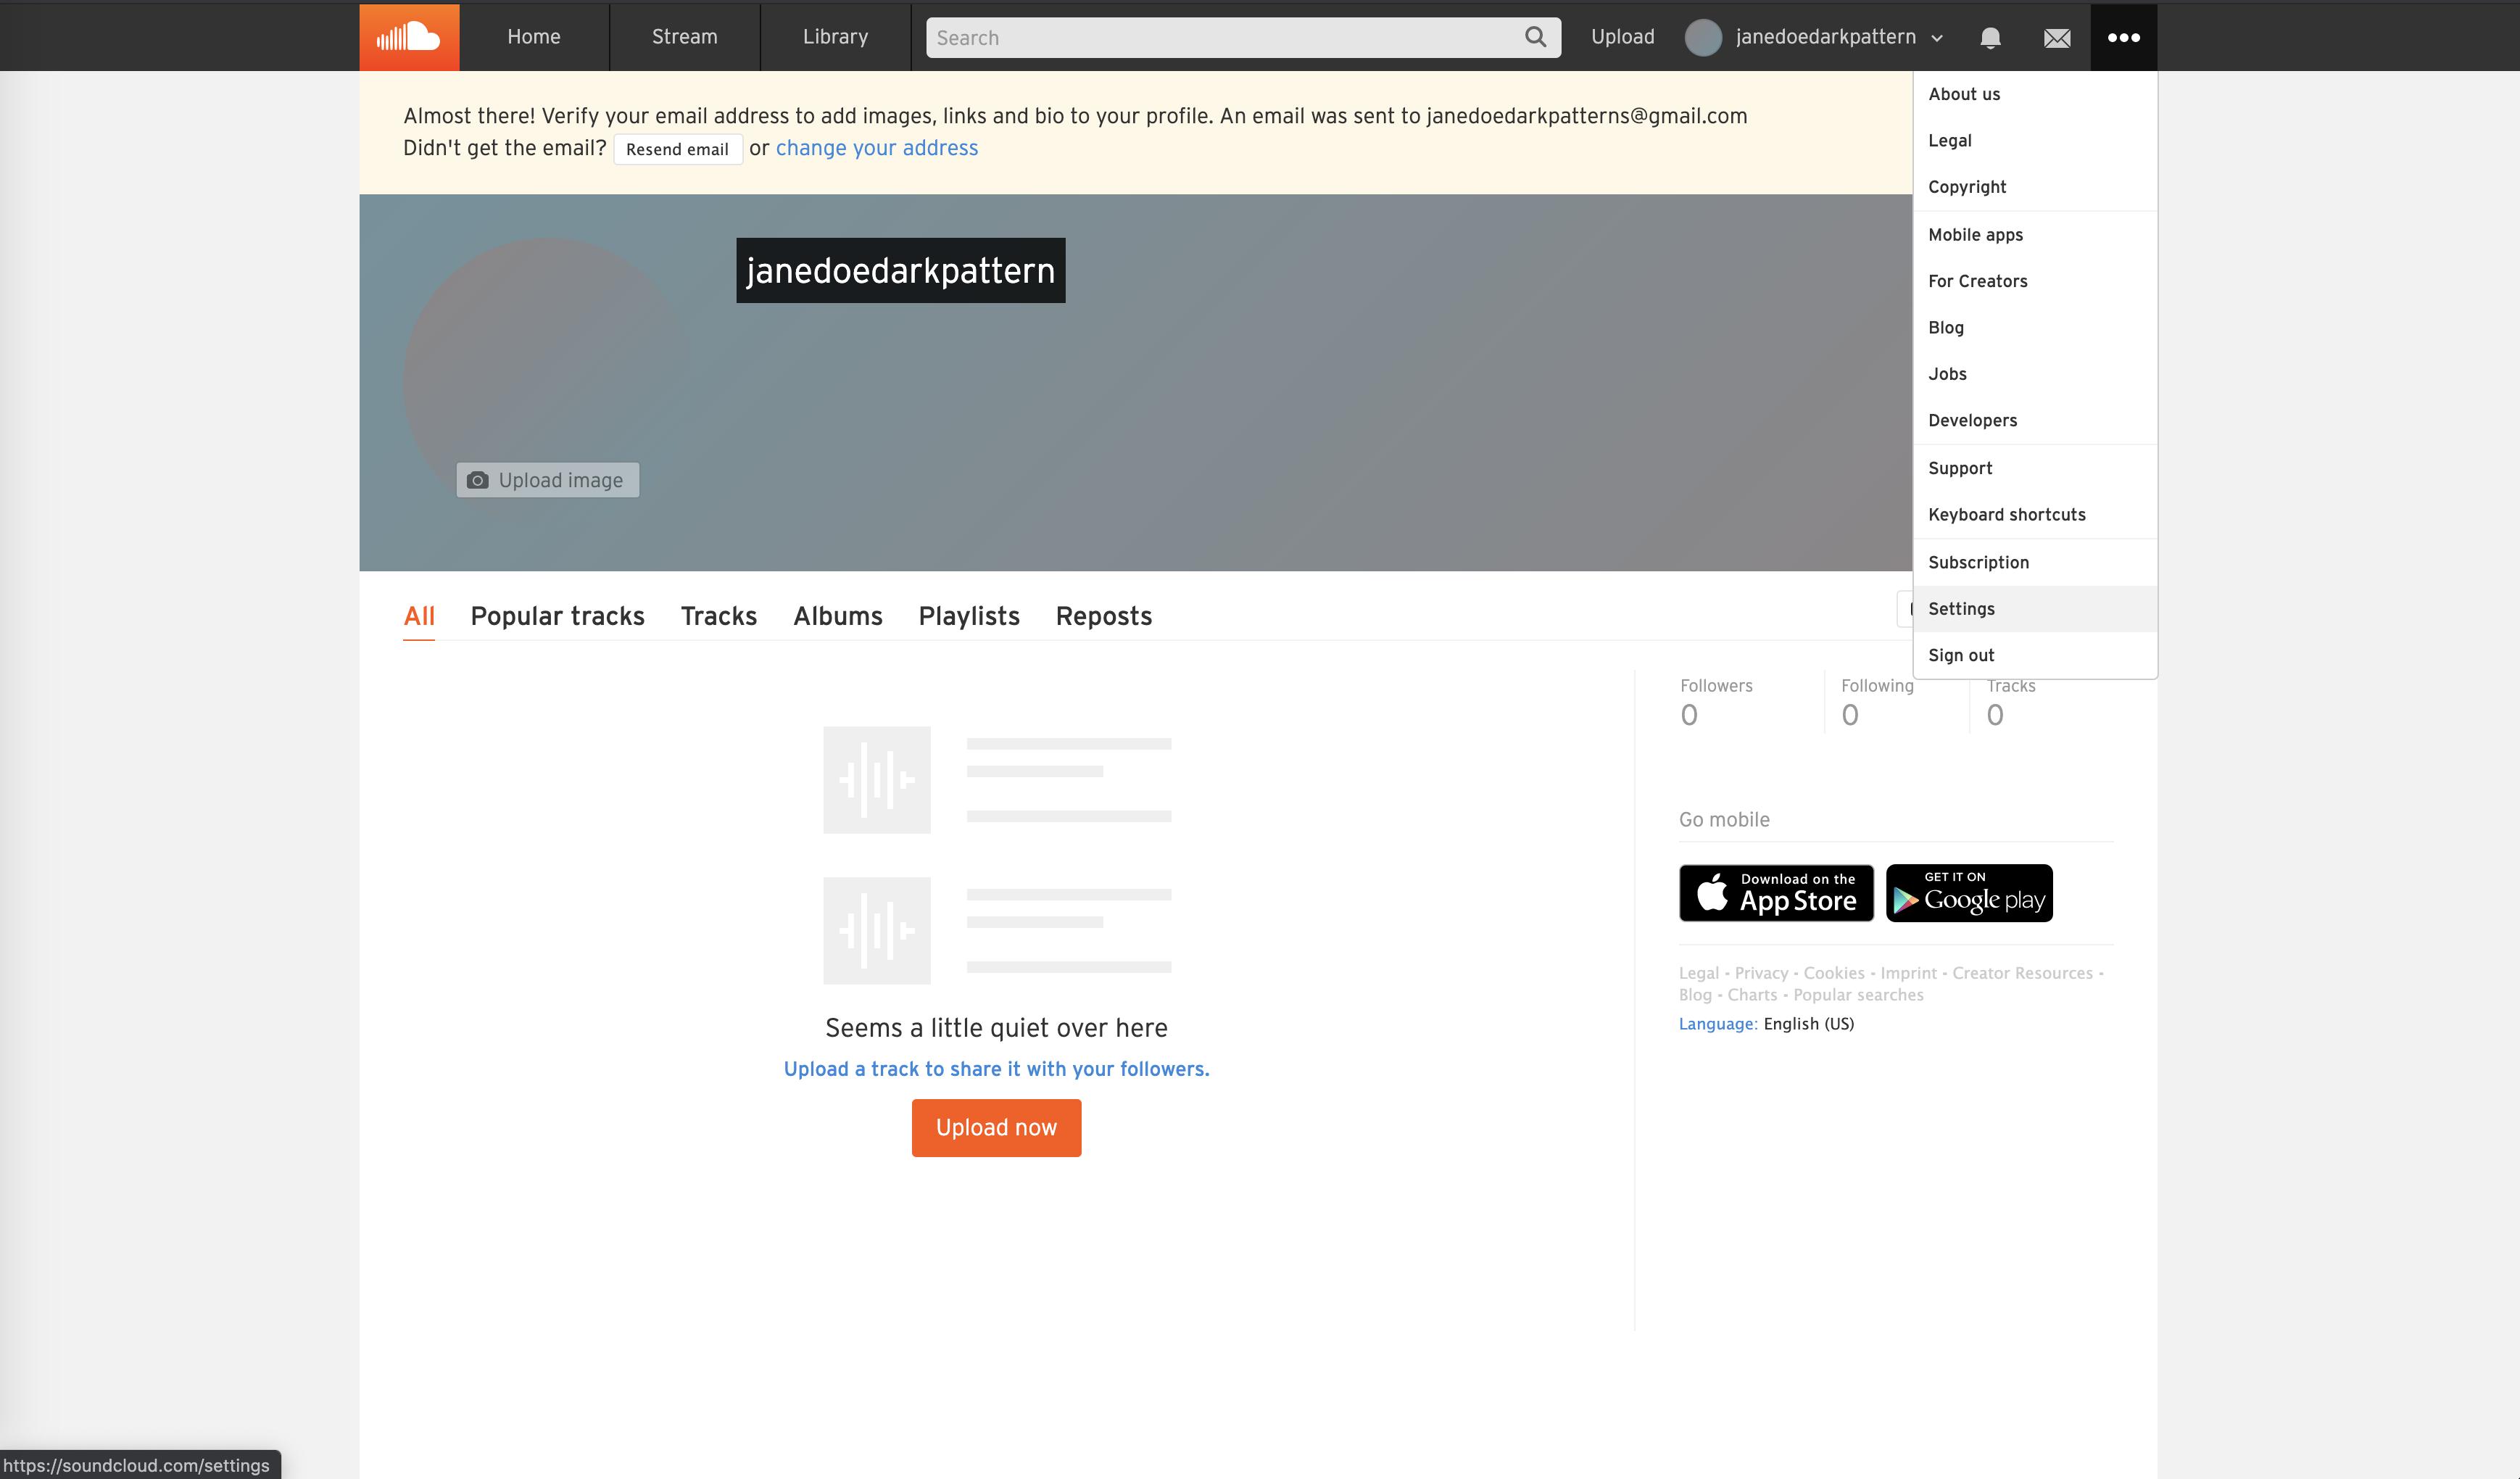 Home
Stream
Library
Search
Upload
janedoedarkpattern
Almost there! Verify your email address to add images, links and bio to your profile. An email was sent to janedoedarkpatterns@gmail.com
Didn't get the email? Resend email or change your address
janedoedarkpattern
Upload image
About us
Legal
Copyright
Mobile apps
For Creators
Blog
Jobs
Developers
Support
Keyboard shortcuts
Subscription
Settings
Sign out
All
Popular tracks
Tracks
Albums
Playlists
Reposts
Followers
Following
Tracks
0
0
0
Seems a little quiet over here
Upload a track to share it with your followers.
Upload now
Go mobile
Download on the
App Store
GET IT ON
Google play
Legal - Privacy - Cookies - Imprint - Creator Resources -
Blog - Charts - Popular searches
Language: English (US)
https://soundcloud.com/settings